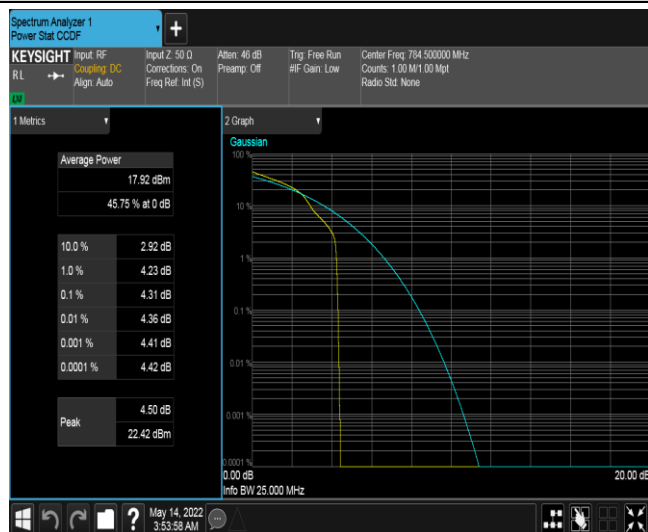 Spectrum Analyzer 1
Power Stat CCDF
+
KEYSIGHT
RL
Input: RF
Coupling: DC
Align: Auto
Input Z: 50 Ω
Corrections: On
Freq Ref: Int (S)
Atten: 46 dB
Preamp: Off
Trig: Free Run
#IF Gain: Low
Center Freq: 784.500000 MHz
Counts: 1.00 M/1.00 Mpt
Radio Std: None
1 Metrics
Average Power
17.92 dBm
45.75 % at 0 dB
10.0 % 2.92 dB
1.0 % 4.23 dB
0.1 % 4.31 dB
0.01 % 4.36 dB
0.001 % 4.41 dB
0.0001 % 4.42 dB
Peak
4.50 dB
22.42 dBm
2 Graph
Gaussian
100 %
10 %
1 %
0.1 %
0.01 %
0.001 %
0.0001 %
0.00 dB
20.00 dB
Info BW 25.000 MHz
?
May 14, 2022
3:53:58 AM